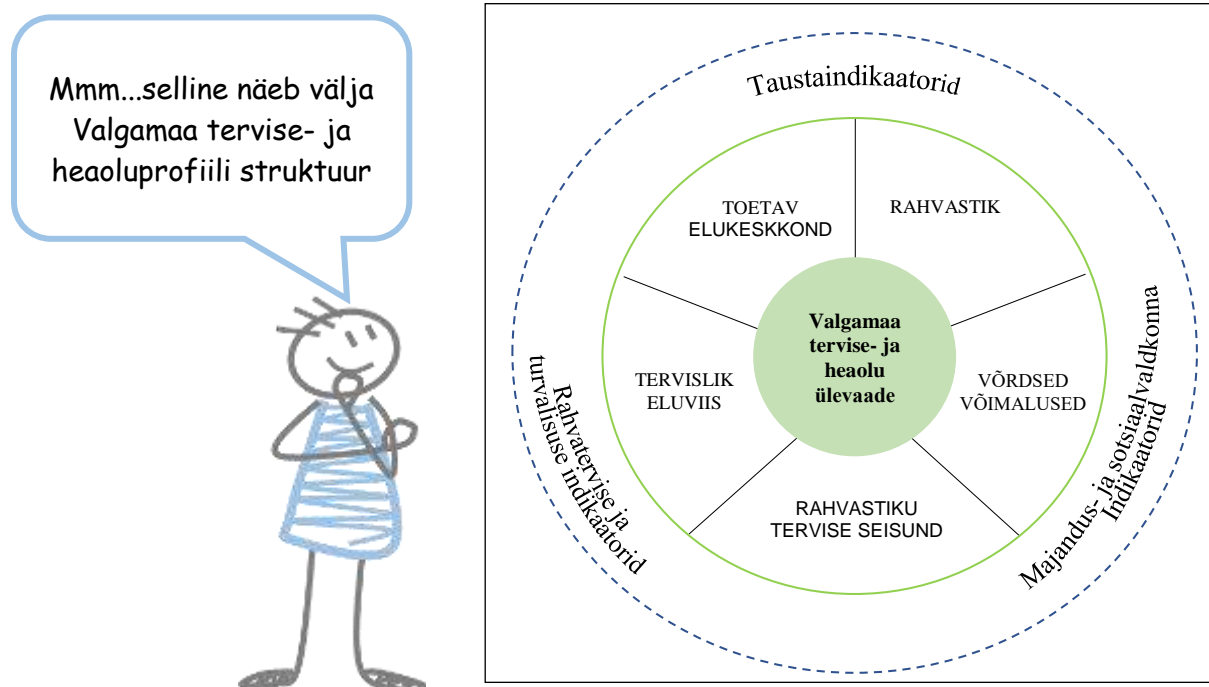 Mmm...selline näeb välja
Valgamaa tervise- ja
heaoluprofiili struktuur
Taustaindikaatorid
TOETAV
ELUKESKKOND
RAHVASTIK
Valgamaa
tervise- ja
heaolu
ülevaade
TERVISLIK
ELUVIIS
VÕRDSED
VÕIMALUSED
RAHVASTIKU
TERVISE SEISUND
Rahvatervise ja
turvalisuse indikaatorid
Majandus- ja sotsiaalvaldkonna
Indikaatorid